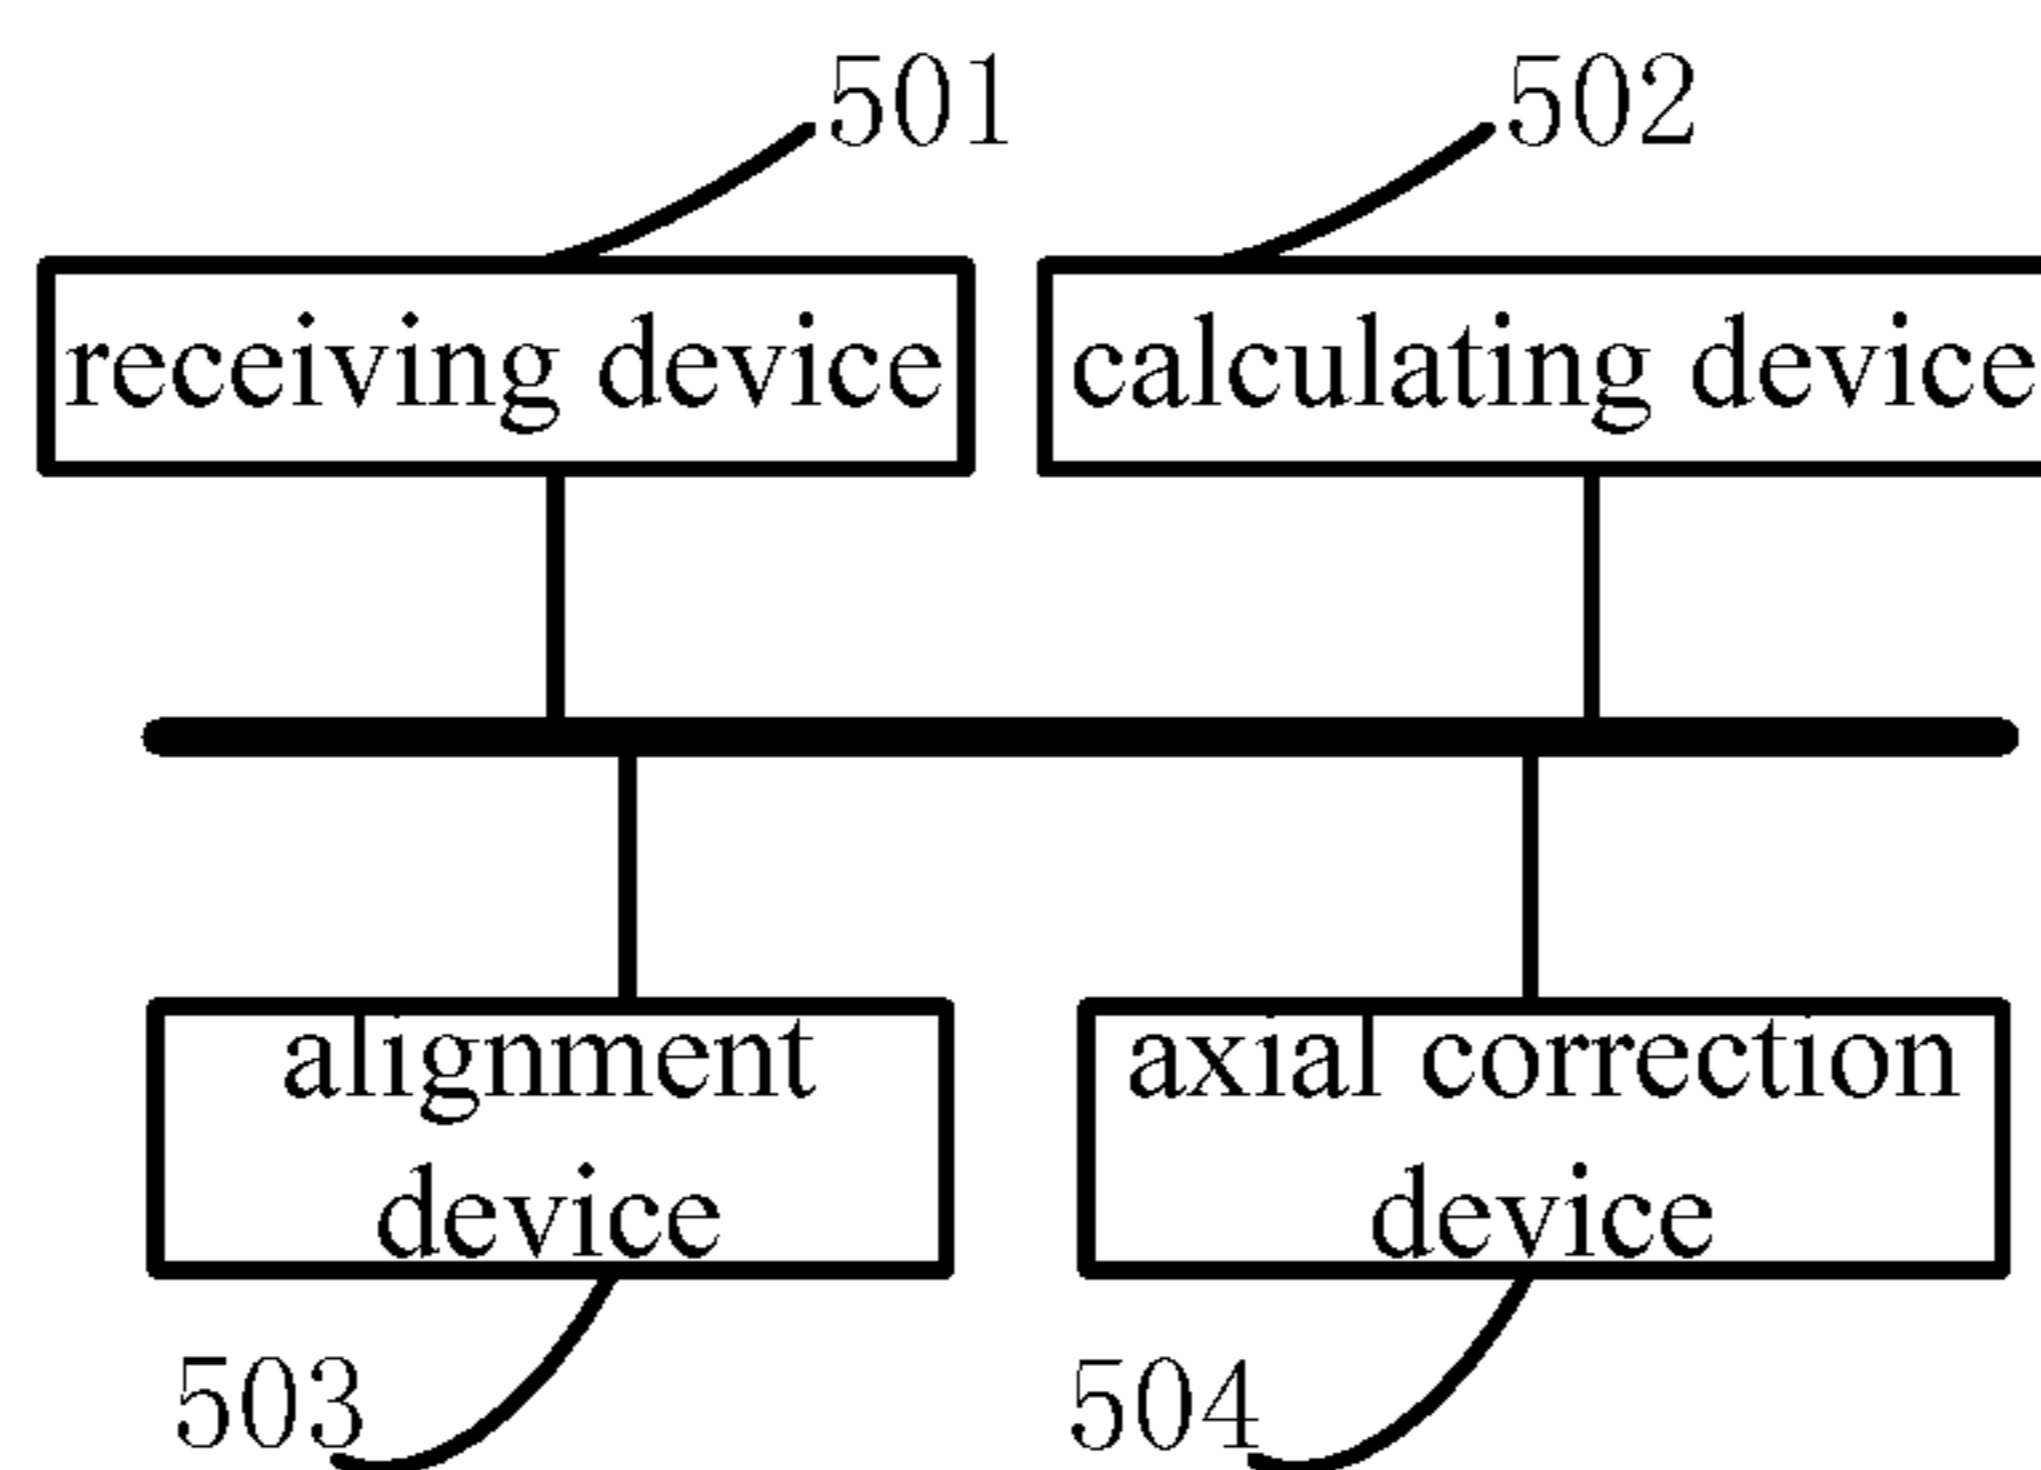 501
502
receiving device
calculating device
alignment
device
axial correction
device
503
504